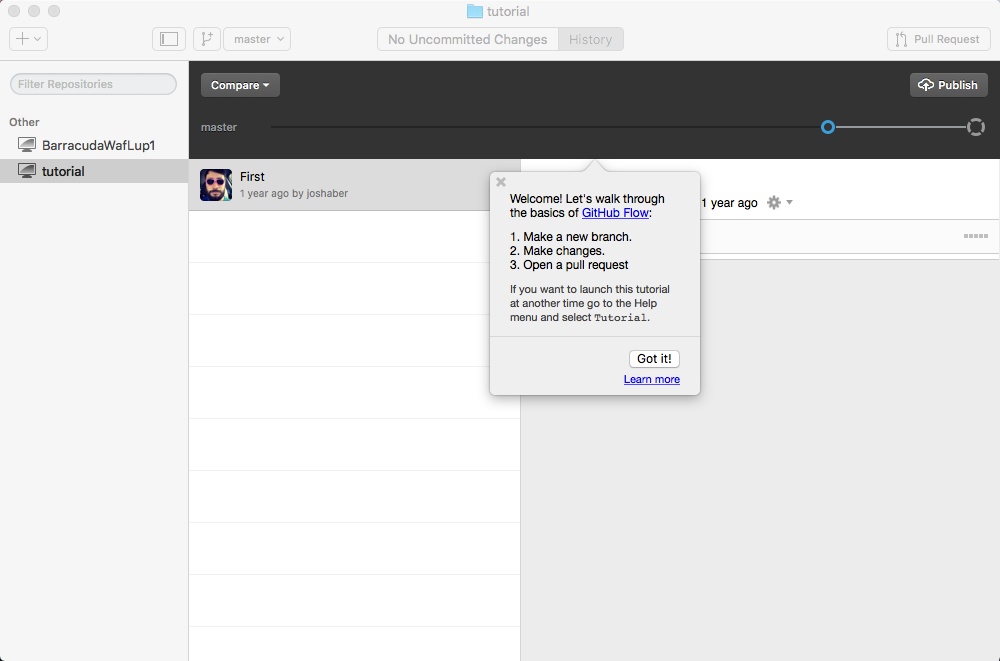 tutorial
master
No Uncommitted Changes
History
Pull Request
Filter Repositories
Compare
Publish
master
Other
BarracudaWafLup1
tutorial
First
1 year ago by joshaber
1 year ago
Welcome! Let's walk through
the basics of GitHub Flow:
1. Make a new branch.
2. Make changes.
3. Open a pull request
If you want to launch this tutorial
at another time go to the Help
menu and select Tutorial.
Got it!
Learn more